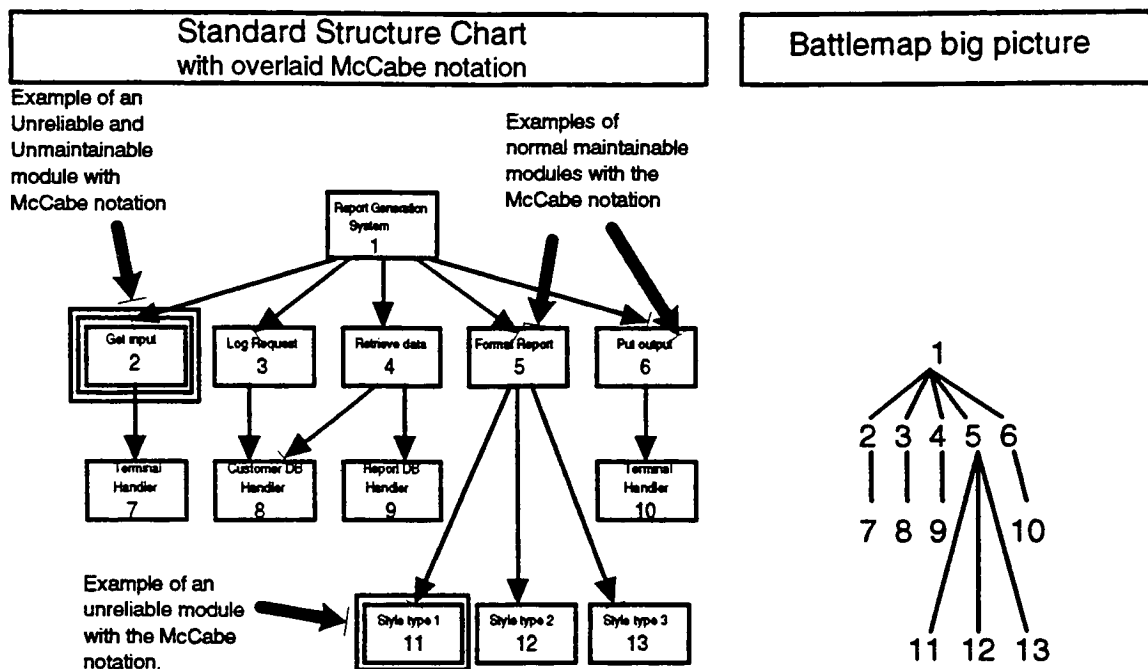 Standard Structure Chart
with overlaid McCabe notation
Battlemap big picture
Example of an
Unreliable and
Unmaintainable
module with
McCabe notation
Examples of
normal maintainable
modules with the
McCabe notation
Report Generation
System
1
Get input
2
Log Request
3
Retrieve data
4
Format Report
5
Put output
6
Terminal
Handler
7
Customer DB
Handler
8
Report DB
Handler
9
Terminal
Handler
10
Example of an
unreliable module
with the McCabe
notation.
Style type 1
11
Style type 2
12
Style type 3
13
1
2 3 4 5 6
7 8 9 10
11 12 13